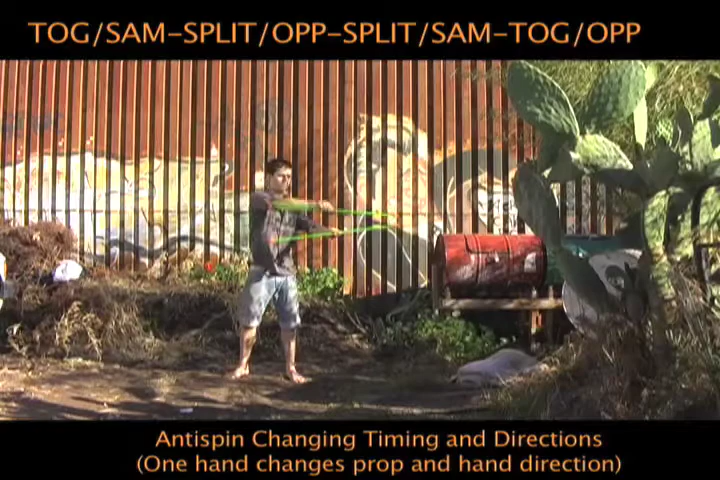 TOG/SAM-SPLIT/OPP-SPLIT/SAM-TOG/OPP
Antispin Changing Timing and Directions
(One hand changes prop and hand direction)